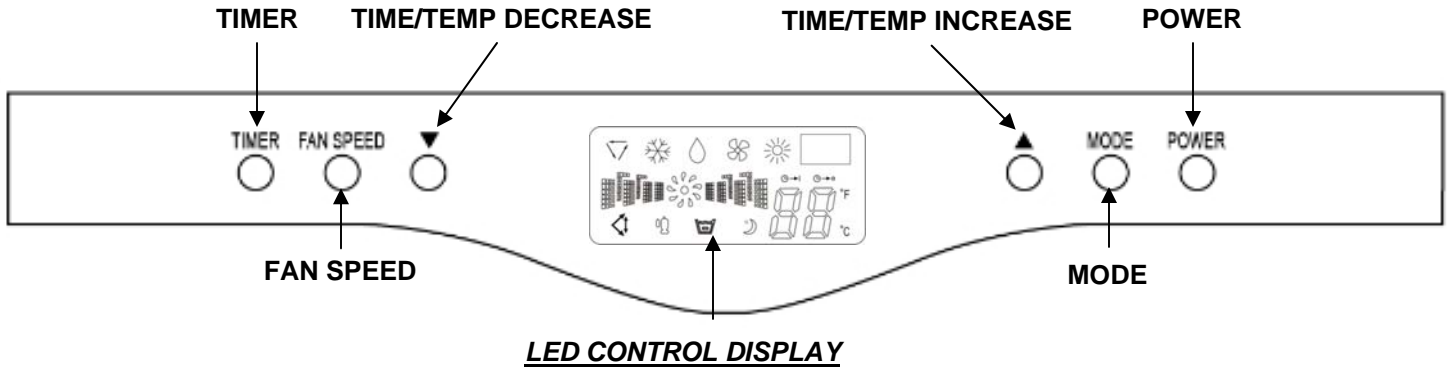 TIMER TIME/TEMP DECREASE TIME/TEMP INCREASE POWER
TIMER FAN SPEED ▼ ▲ MODE POWER
88 °F
°C
FAN SPEED MODE
LED CONTROL DISPLAY